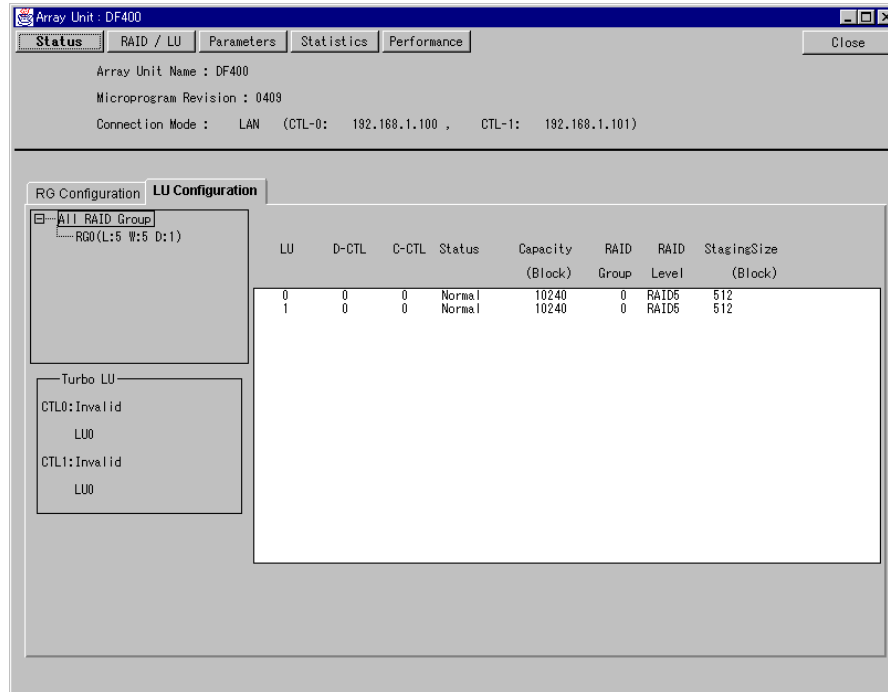 Array Unit : DF400
Status RAID / LU Parameters Statistics Performance Close
Array Unit Name : DF400
Microprogram Revision : 0409
Connection Mode : LAN (CTL-0: 192.168.1.100 , CTL-1: 192.168.1.101)
RG Configuration LU Configuration
All RAID Group
RG0(L:5 W:5 D:1)
LU D-CTL C-CTL Status Capacity RAID RAID StagingSize
(Block) Group Level (Block)
0 0 0 Normal 10240 0 RAID5 512
1 0 0 Normal 10240 0 RAID5 512
Turbo LU
CTL0:Invalid
LU0
CTL1:Invalid
LU0